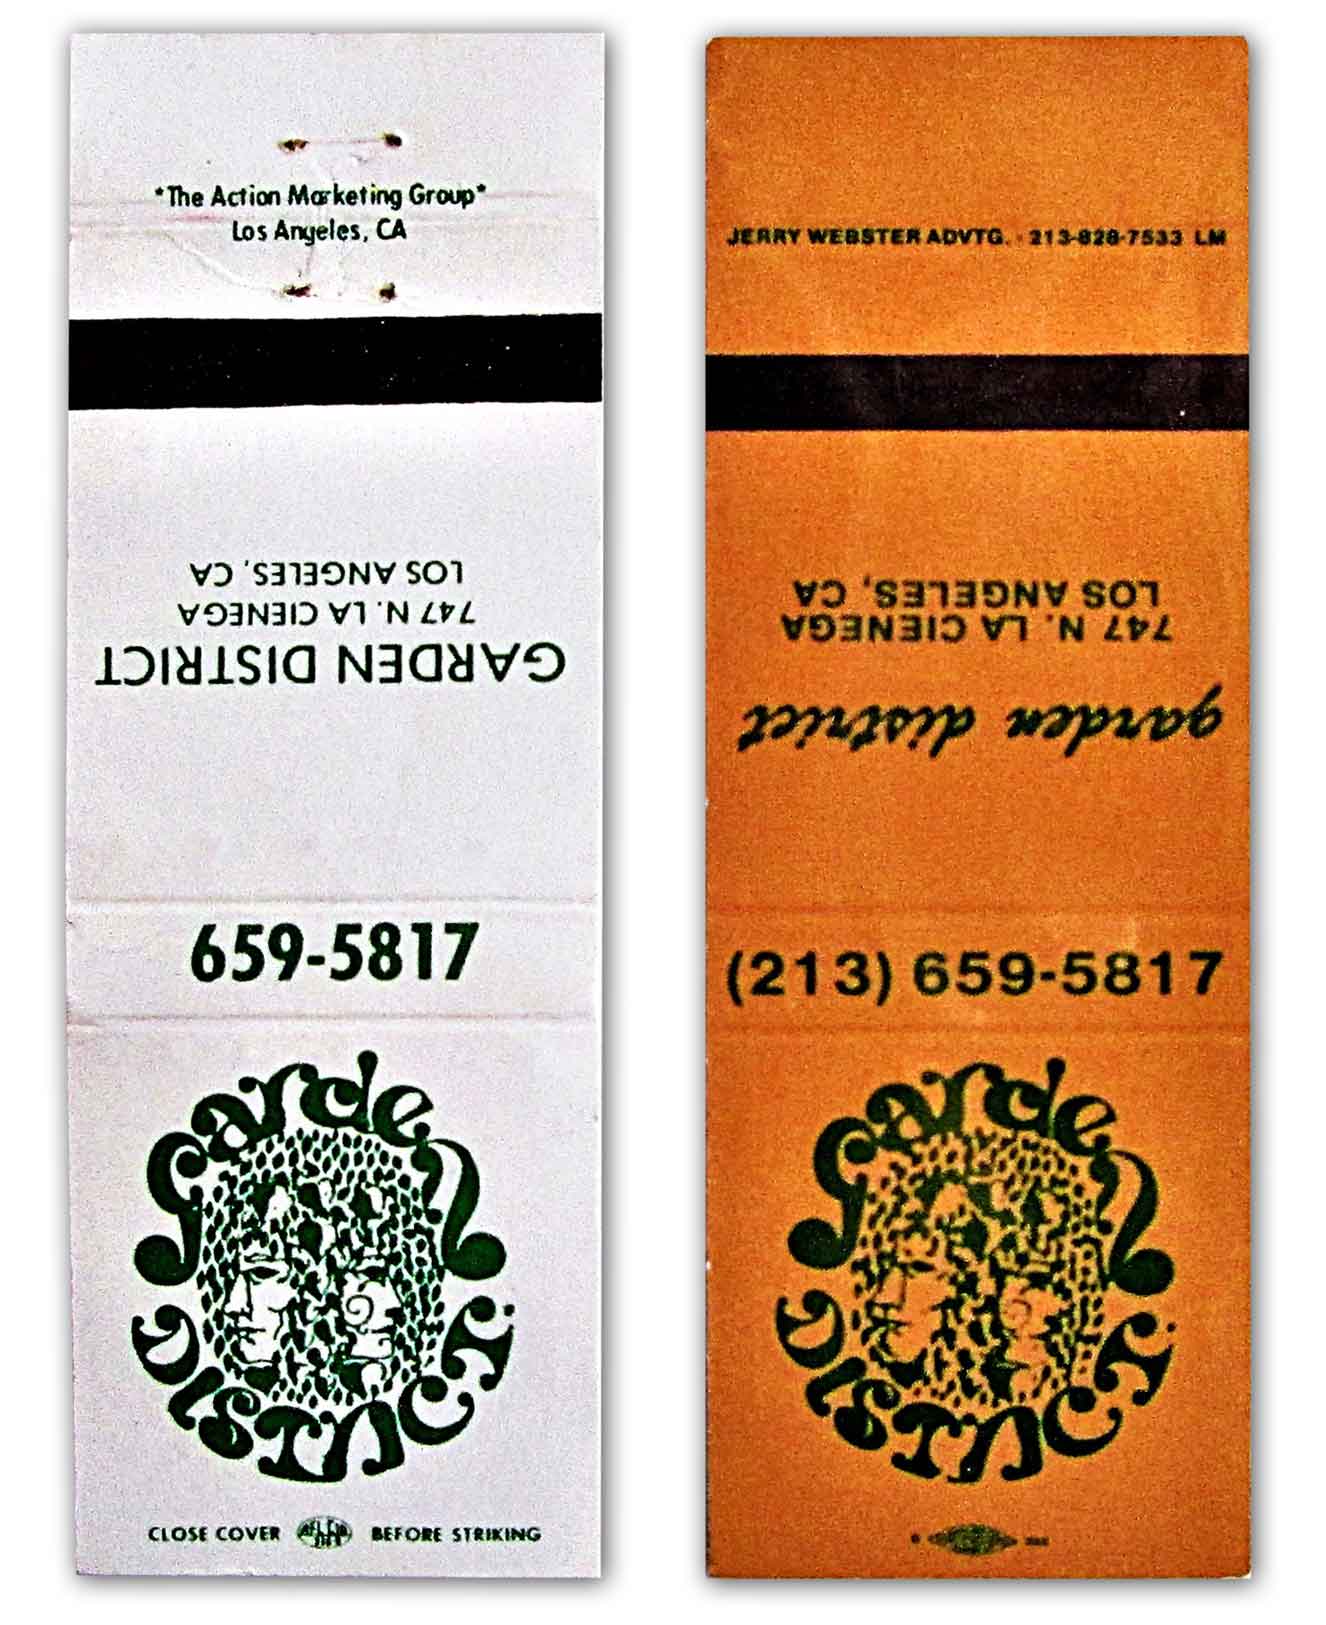 "The Action Marketing Group"
Los Angeles, CA
GARDEN DISTRICT
747 N. LA CIENEGA
LOS ANGELES, CA
659-5817
Garden
District
CLOSE COVER BEFORE STRIKING
JERRY WEBSTER ADVTG. · 213-828-7533 LM
garden district
747 N. LA CIENEGA
LOS ANGELES, CA
(213) 659-5817
Garden
District